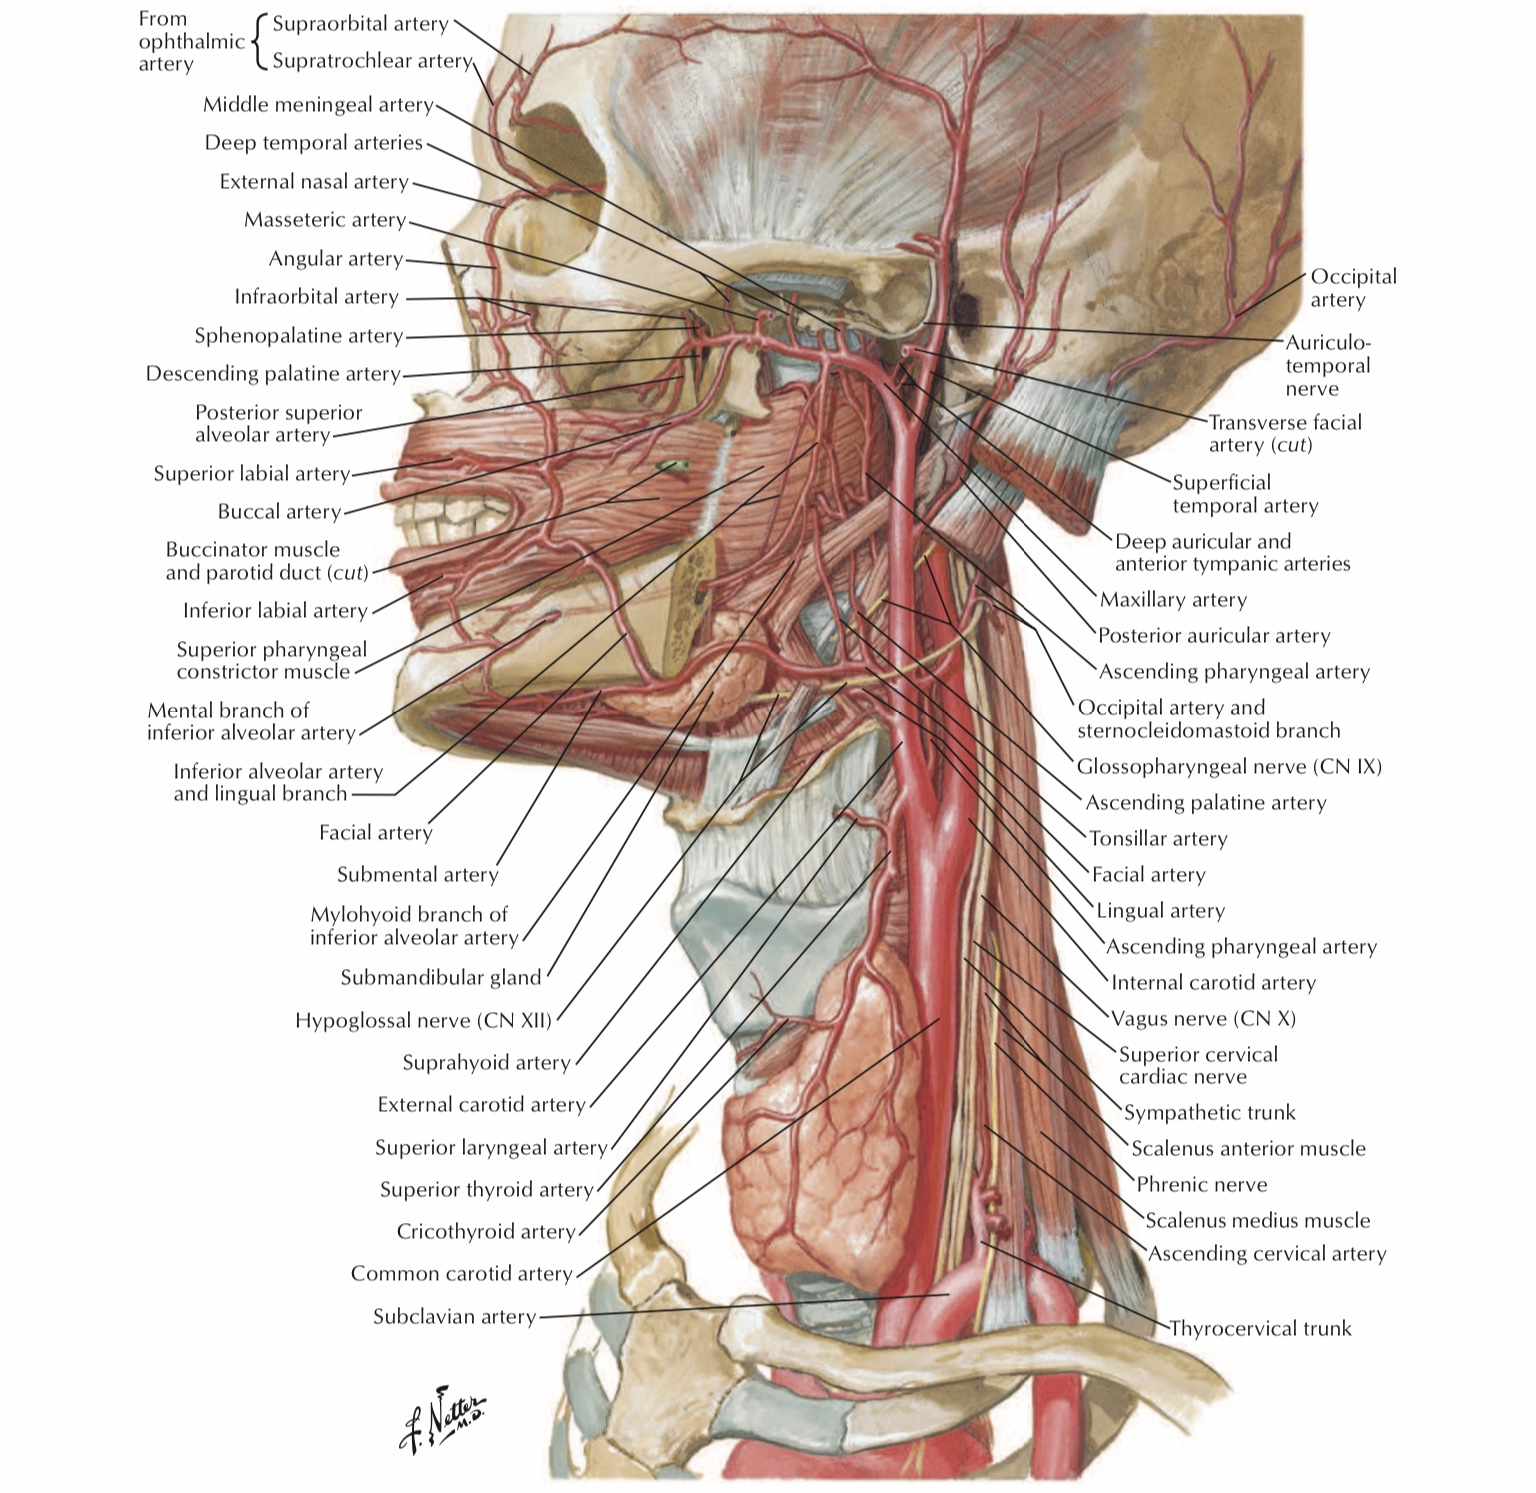 From
ophthalmic
artery
Supraorbital artery
Supratrochlear artery
Middle meningeal artery
Deep temporal arteries
External nasal artery
Masseteric artery
Angular artery
Infraorbital artery
Sphenopalatine artery
Descending palatine artery
Posterior superior
alveolar artery
Superior labial artery
Buccal artery
Buccinator muscle
and parotid duct (cut)
Inferior labial artery
Superior pharyngeal
constrictor muscle
Mental branch of
inferior alveolar artery
Inferior alveolar artery
and lingual branch
Facial artery
Submental artery
Mylohyoid branch of
inferior alveolar artery
Submandibular gland
Hypoglossal nerve (CN XII)
Suprahyoid artery
External carotid artery
Superior laryngeal artery
Superior thyroid artery
Cricothyroid artery
Common carotid artery
Subclavian artery
Occipital
artery
Auriculo-
temporal
nerve
Transverse facial
artery (cut)
Superficial
temporal artery
Deep auricular and
anterior tympanic arteries
Maxillary artery
Posterior auricular artery
Ascending pharyngeal artery
Occipital artery and
sternocleidomastoid branch
Glossopharyngeal nerve (CN IX)
Ascending palatine artery
Tonsillar artery
Facial artery
Lingual artery
Ascending pharyngeal artery
Internal carotid artery
Vagus nerve (CN X)
Superior cervical
cardiac nerve
Sympathetic trunk
Scalenus anterior muscle
Phrenic nerve
Scalenus medius muscle
Ascending cervical artery
Thyrocervical trunk
F. Netter
M.D.